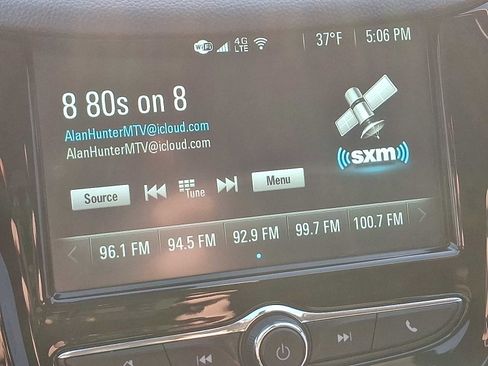 WiFi 4G LTE 37°F 5:06 PM
8 80s on 8
AlanHunterMTV@icloud.com
AlanHunterMTV@icloud.com
((sxm))
Source Tune Menu
96.1 FM 94.5 FM 92.9 FM 99.7 FM 100.7 FM